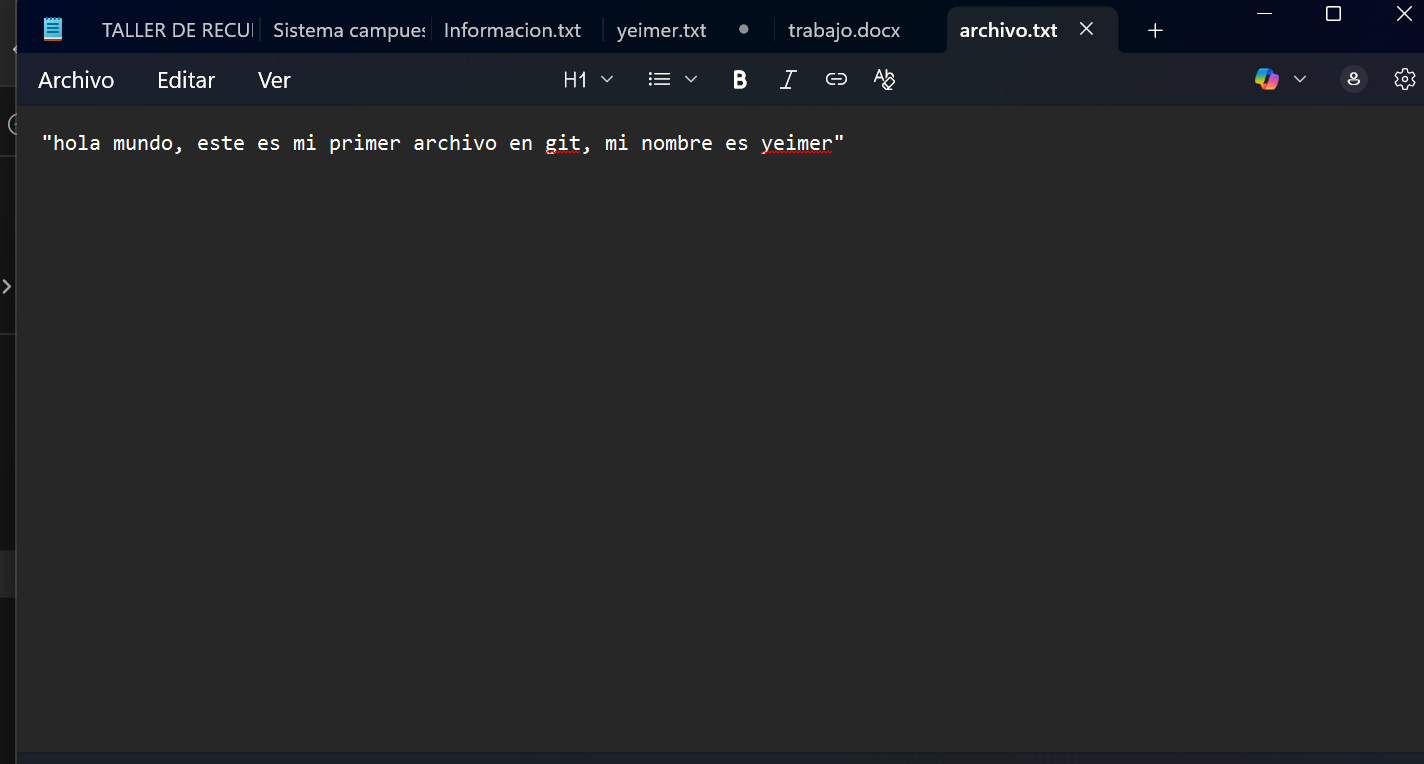 TALLER DE RECU
Sistema campues
Informacion.txt
yeimer.txt
trabajo.docx
archivo.txt
Archivo
Editar
Ver
H1
B
I
"hola mundo, este es mi primer archivo en git, mi nombre es yeimer"